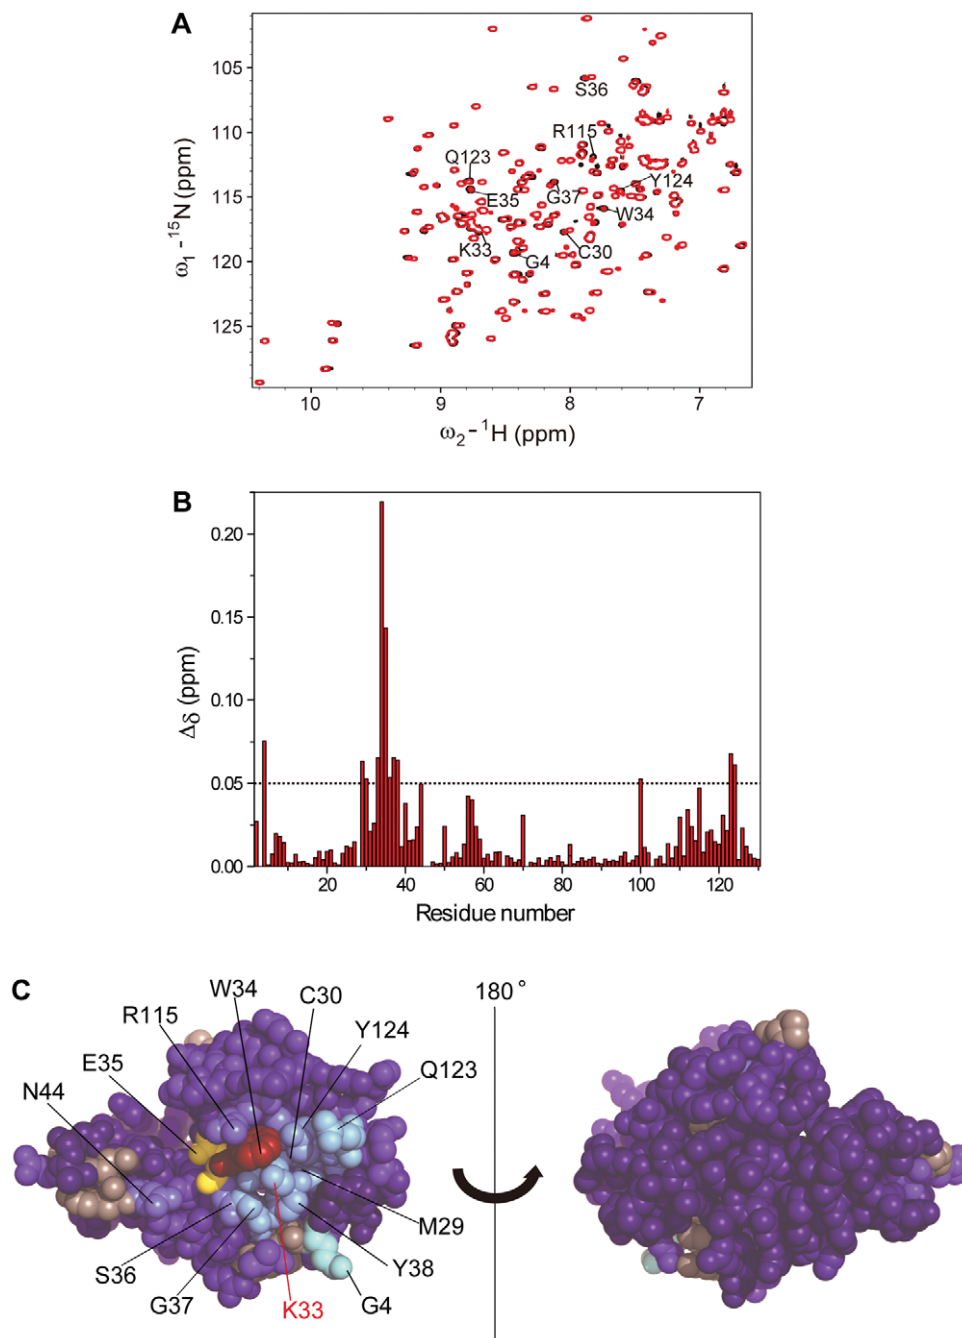 A
105
110
115
120
125
ω1 - 15N (ppm)
S36
R115
Q123
E35
G37
Y124
W34
K33
G4
C30
10
9
8
7
ω2 - 1H (ppm)
B
0.20
0.15
0.10
0.05
0.00
Δδ (ppm)
20
40
60
80
100
120
Residue number
C
W34
C30
180 °
R115
Y124
E35
Q123
N44
M29
S36
Y38
G37
K33
G4